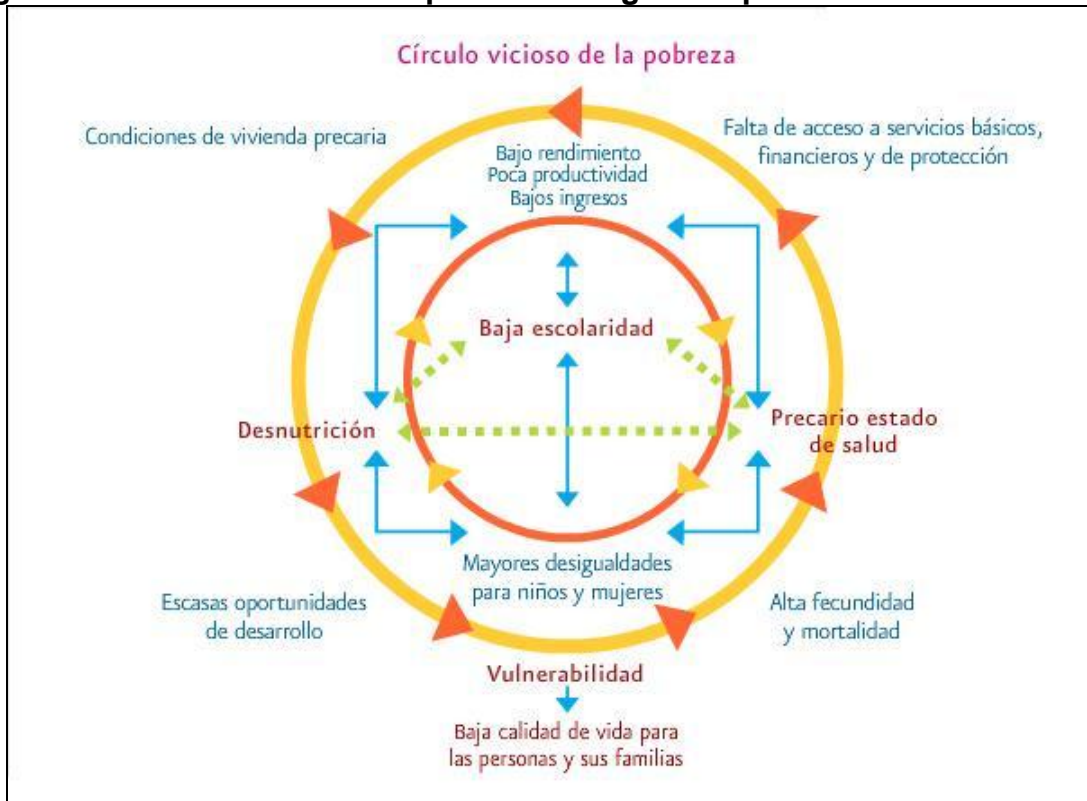 Círculo vicioso de la pobreza
Condiciones de vivienda precaria
Falta de acceso a servicios básicos,
financieros y de protección
Bajo rendimiento
Poca productividad
Bajos ingresos
Baja escolaridad
Desnutrición
Precario estado
de salud
Mayores desigualdades
para niños y mujeres
Escasas oportunidades
de desarrollo
Alta fecundidad
y mortalidad
Vulnerabilidad
Baja calidad de vida para
las personas y sus familias